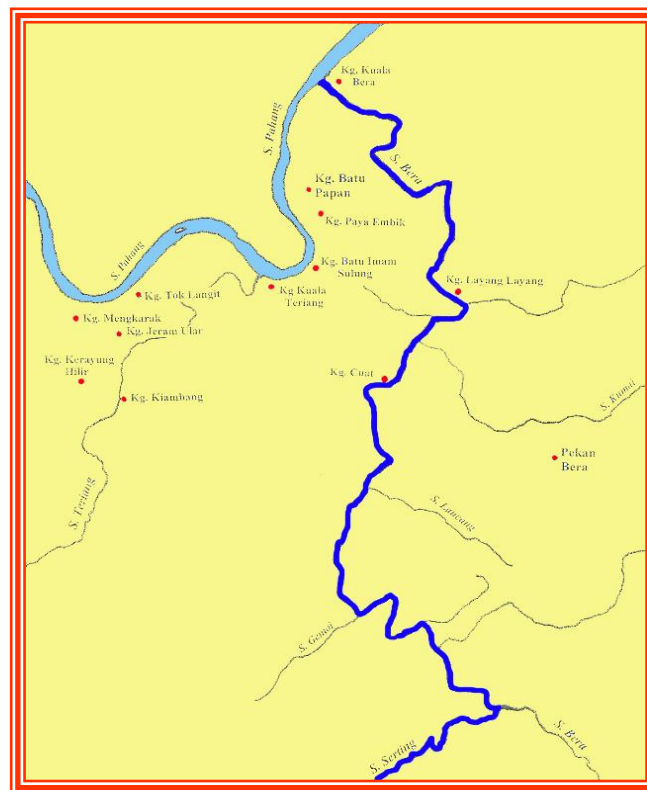 Kg. Kuala
Bera
S. Pahang
S. Bera
Kg. Batu
Papan
Kg. Paya Embik
S. Pahang
Kg. Batu Imam
Sulung
Kg. Tok Langit
Kg Kuala
Teriang
Kg. Layang Layang
Kg. Mengkarak
Kg. Jeram Ular
Kg. Kerayung
Hilir
Kg. Cuat
Kg. Kiambang
S. Kumai
Pekan
Bera
S. Teriang
S. Lancang
S. Gemai
S. Bera
S. Serting